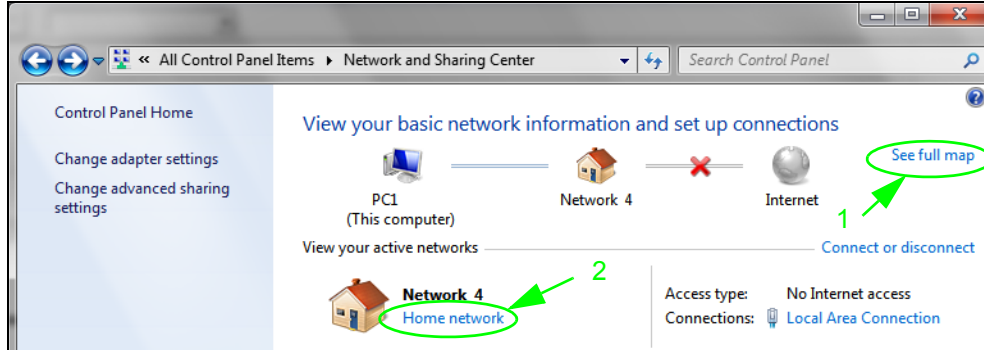 « All Control Panel Items ▸ Network and Sharing Center
Search Control Panel
Control Panel Home
Change adapter settings
Change advanced sharing
settings
View your basic network information and set up connections
See full map
PC1
(This computer)
Network 4
Internet
1
View your active networks
Connect or disconnect
2
Network 4
Home network
Access type: No Internet access
Connections: Local Area Connection